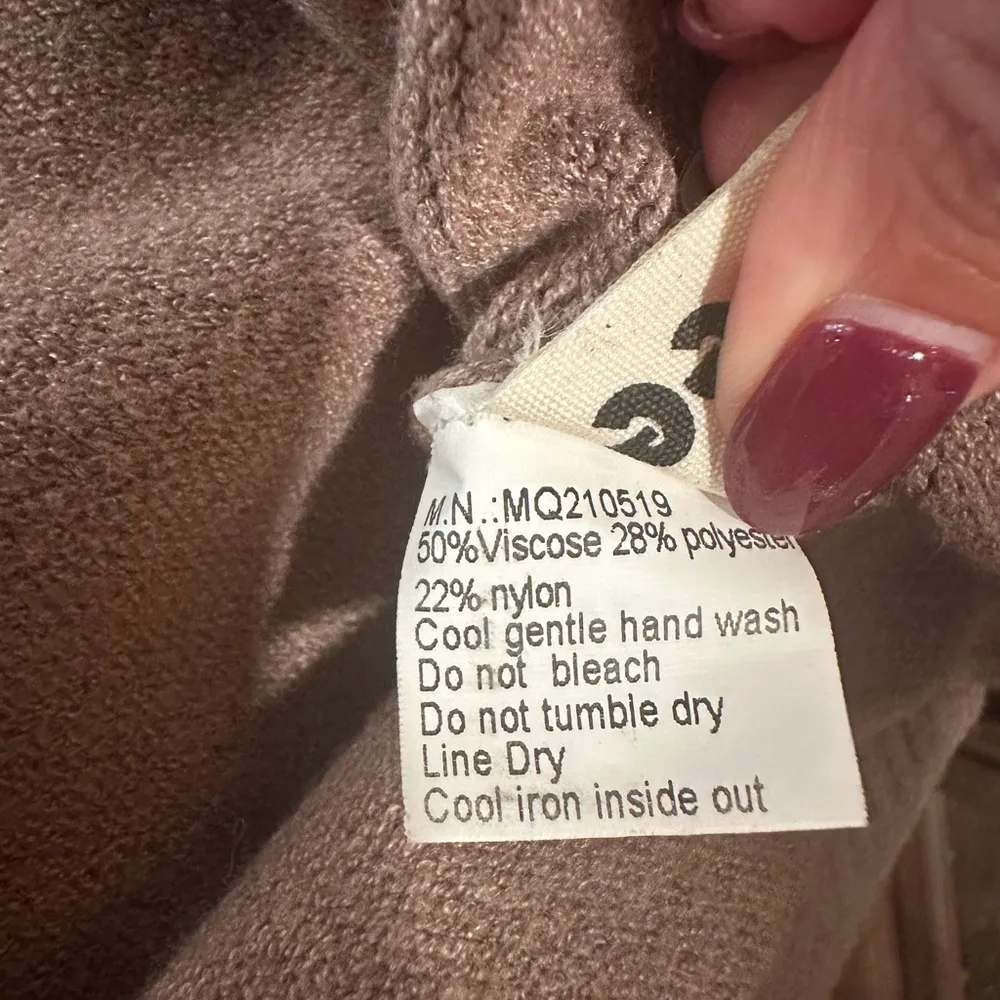 M.N.:MQ210519
50%Viscose 28% polyester
22% nylon
Cool gentle hand wash
Do not bleach
Do not tumble dry
Line Dry
Cool iron inside out